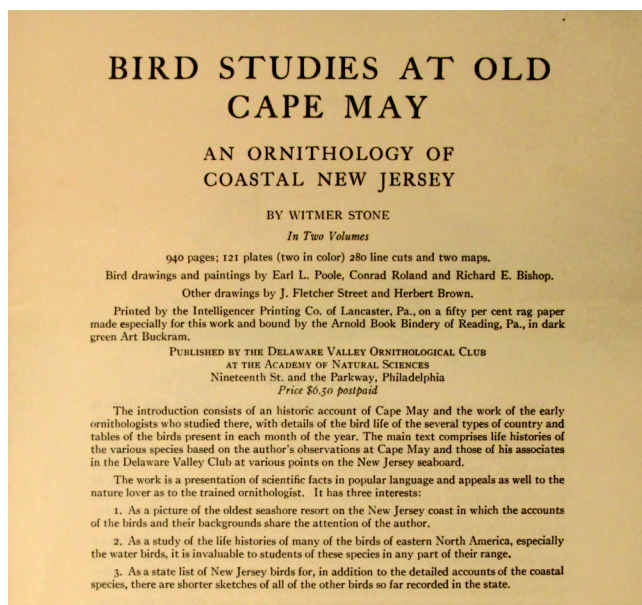 BIRD STUDIES AT OLD
CAPE MAY
AN ORNITHOLOGY OF
COASTAL NEW JERSEY
BY WITMER STONE
In Two Volumes
940 pages; 121 plates (two in color) 280 line cuts and two maps.
Bird drawings and paintings by Earl L. Poole, Conrad Roland and Richard E. Bishop.
Other drawings by J. Fletcher Street and Herbert Brown.
Printed by the Intelligencer Printing Co. of Lancaster, Pa., on a fifty per cent rag paper
made especially for this work and bound by the Arnold Book Bindery of Reading, Pa., in dark
green Art Buckram.
PUBLISHED BY THE DELAWARE VALLEY ORNITHOLOGICAL CLUB
AT THE ACADEMY OF NATURAL SCIENCES
Nineteenth St. and the Parkway, Philadelphia
Price $6.50 postpaid
The introduction consists of an historic account of Cape May and the work of the early
ornithologists who studied there, with details of the bird life of the several types of country and
tables of the birds present in each month of the year. The main text comprises life histories of
the various species based on the author's observations at Cape May and those of his associates
in the Delaware Valley Club at various points on the New Jersey seaboard.
The work is a presentation of scientific facts in popular language and appeals as well to the
nature lover as to the trained ornithologist. It has three interests:
1. As a picture of the oldest seashore resort on the New Jersey coast in which the accounts
of the birds and their backgrounds share the attention of the author.
2. As a study of the life histories of many of the birds of eastern North America, especially
the water birds, it is invaluable to students of these species in any part of their range.
3. As a state list of New Jersey birds for, in addition to the detailed accounts of the coastal
species, there are shorter sketches of all of the other birds so far recorded in the state.